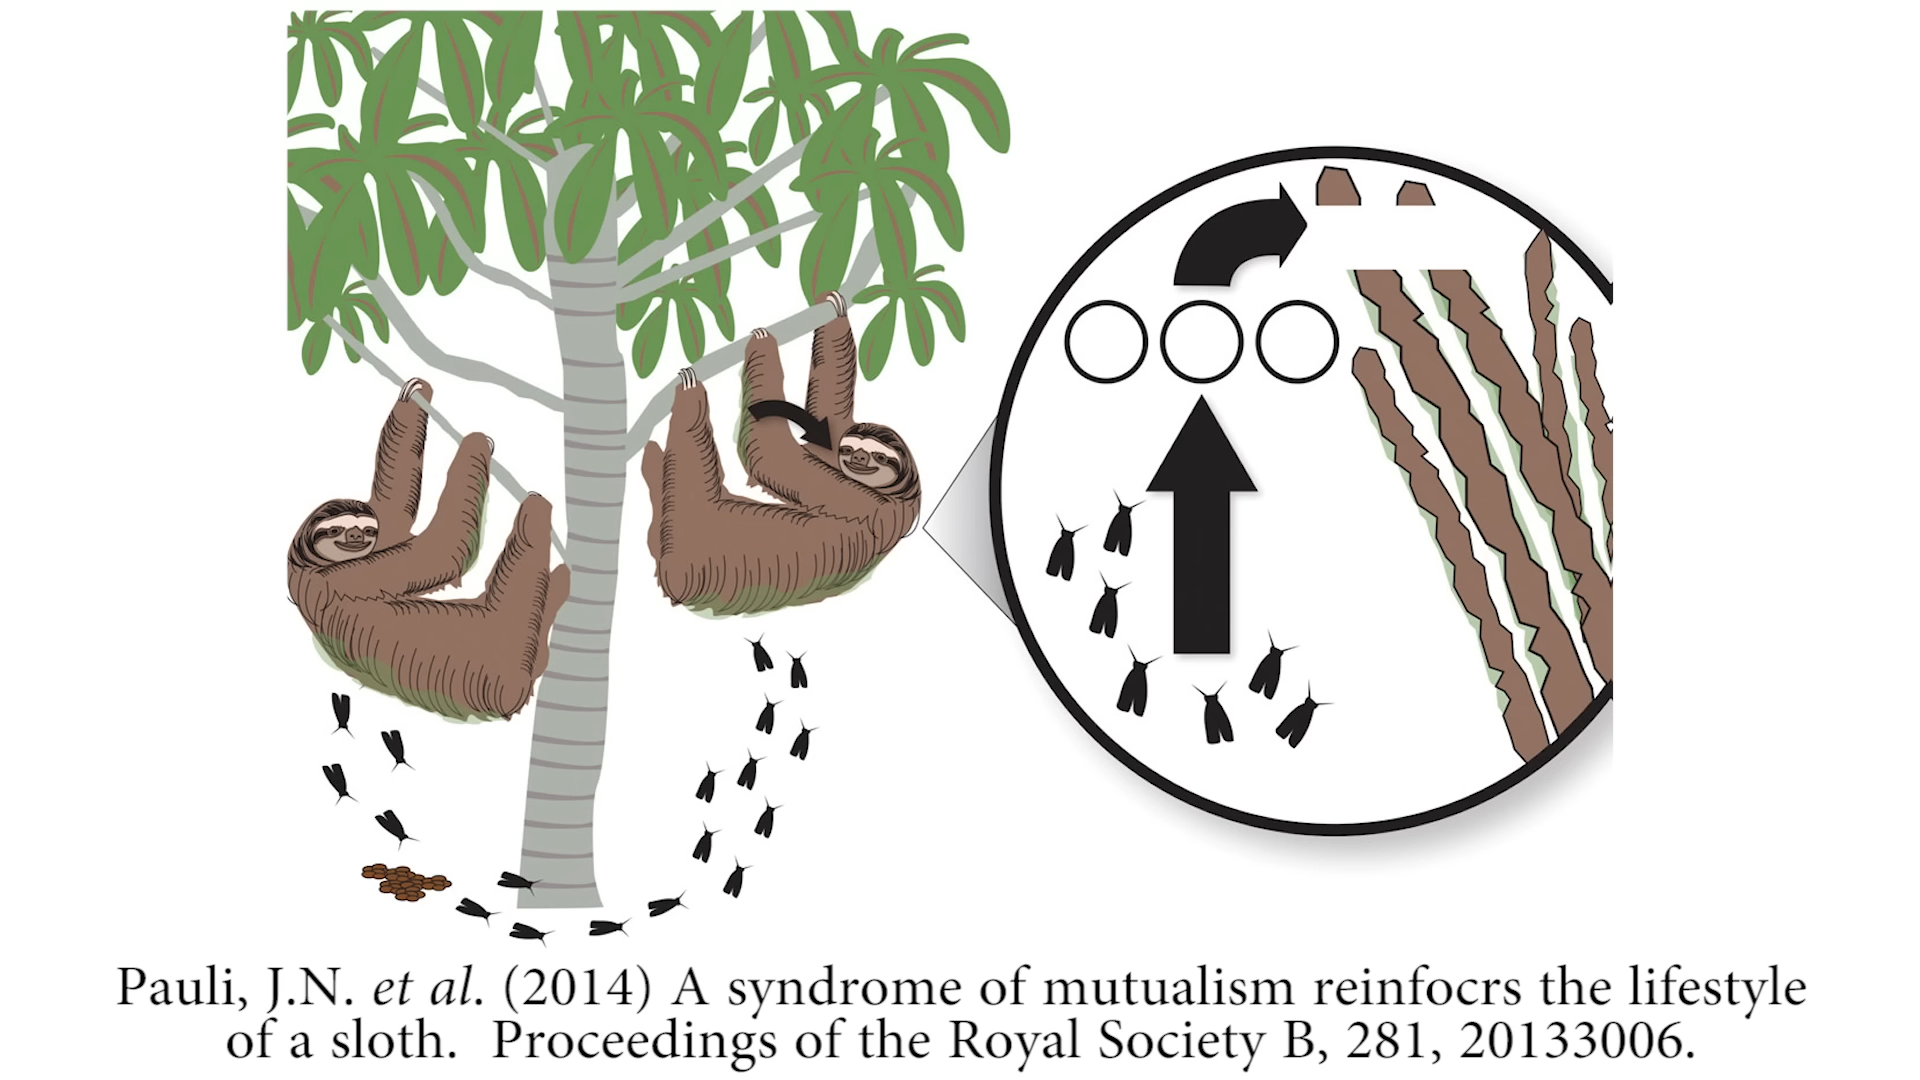 Pauli, J.N. et al. (2014) A syndrome of mutualism reinfocrs the lifestyle
of a sloth. Proceedings of the Royal Society B, 281, 20133006.